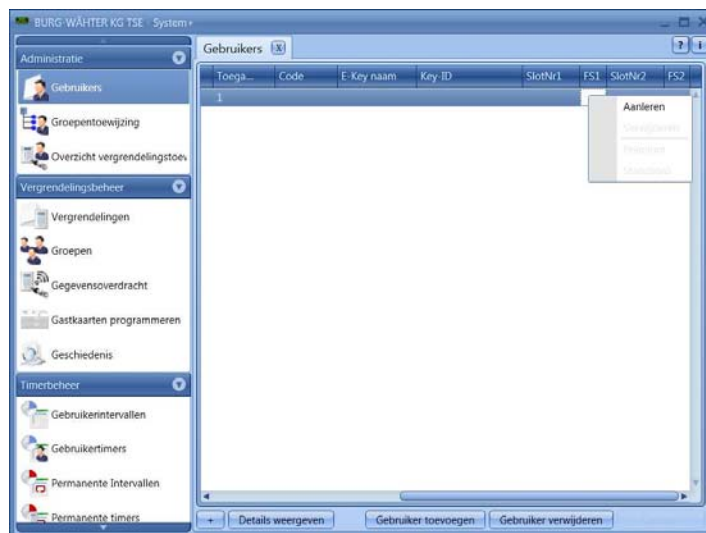 BURG-WÄHTER KG TSE - System+
Administratie
Gebruikers
Groepentoewijzing
Overzicht vergrendelingstoev
Vergrendelingsbeheer
Vergrendelingen
Groepen
Gegevensoverdracht
Gastkaarten programmeren
Geschiedenis
Timerbeheer
Gebruikerintervallen
Gebruikertimers
Permanente Intervallen
Permanente timers
Gebruikers X ? i
Toega... Code E-Key naam Key-ID SlotNr1 FS1 SlotNr2 FS2
1
Aanleren
Verwijderen
+ Details weergeven Gebruiker toevoegen Gebruiker verwijderen